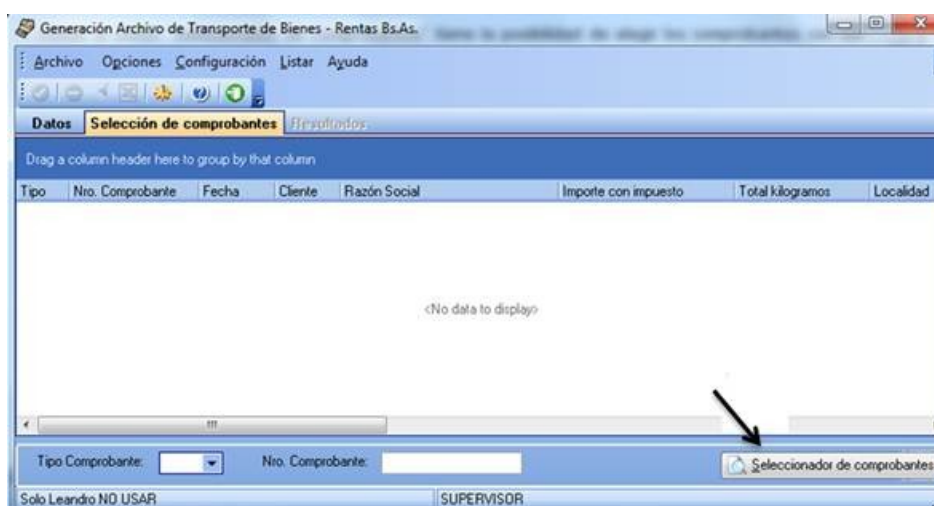 Generación Archivo de Transporte de Bienes - Rentas Bs.As.
Archivo Opciones Configuración Listar Ayuda
Datos Selección de comprobantes Resultados
Drag a column header here to group by that column
Tipo Nro. Comprobante Fecha Cliente Razón Social Importe con impuesto Total kilogramos Localidad
<No data to display>
Tipo Comprobante: Nro. Comprobante: Seleccionador de comprobantes
Solo Leandro NO USAR SUPERVISOR